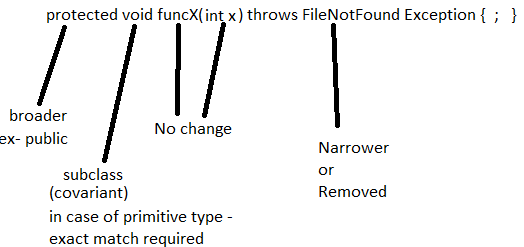 protected void funcX(int x) throws FileNotFound Exception { ; }
broader
ex- public
No change
subclass
(covariant)
in case of primitive type -
exact match required
Narrower
or
Removed